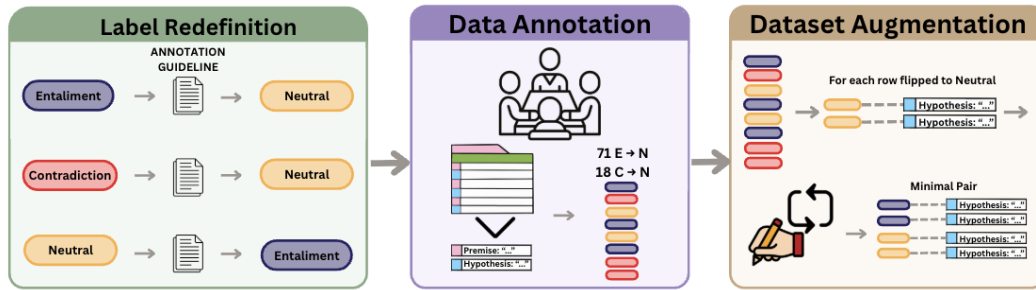 Label Redefinition
ANNOTATION
GUIDELINE
Entaliment
Neutral
Contradiction
Neutral
Neutral
Entaliment
Data Annotation
71 E → N
18 C → N
Premise: "..."
Hypothesis: "..."
Dataset Augmentation
For each row flipped to Neutral
Hypothesis: "..."
Hypothesis: "..."
Minimal Pair
Hypothesis: "..."
Hypothesis: "..."
Hypothesis: "..."
Hypothesis: "..."